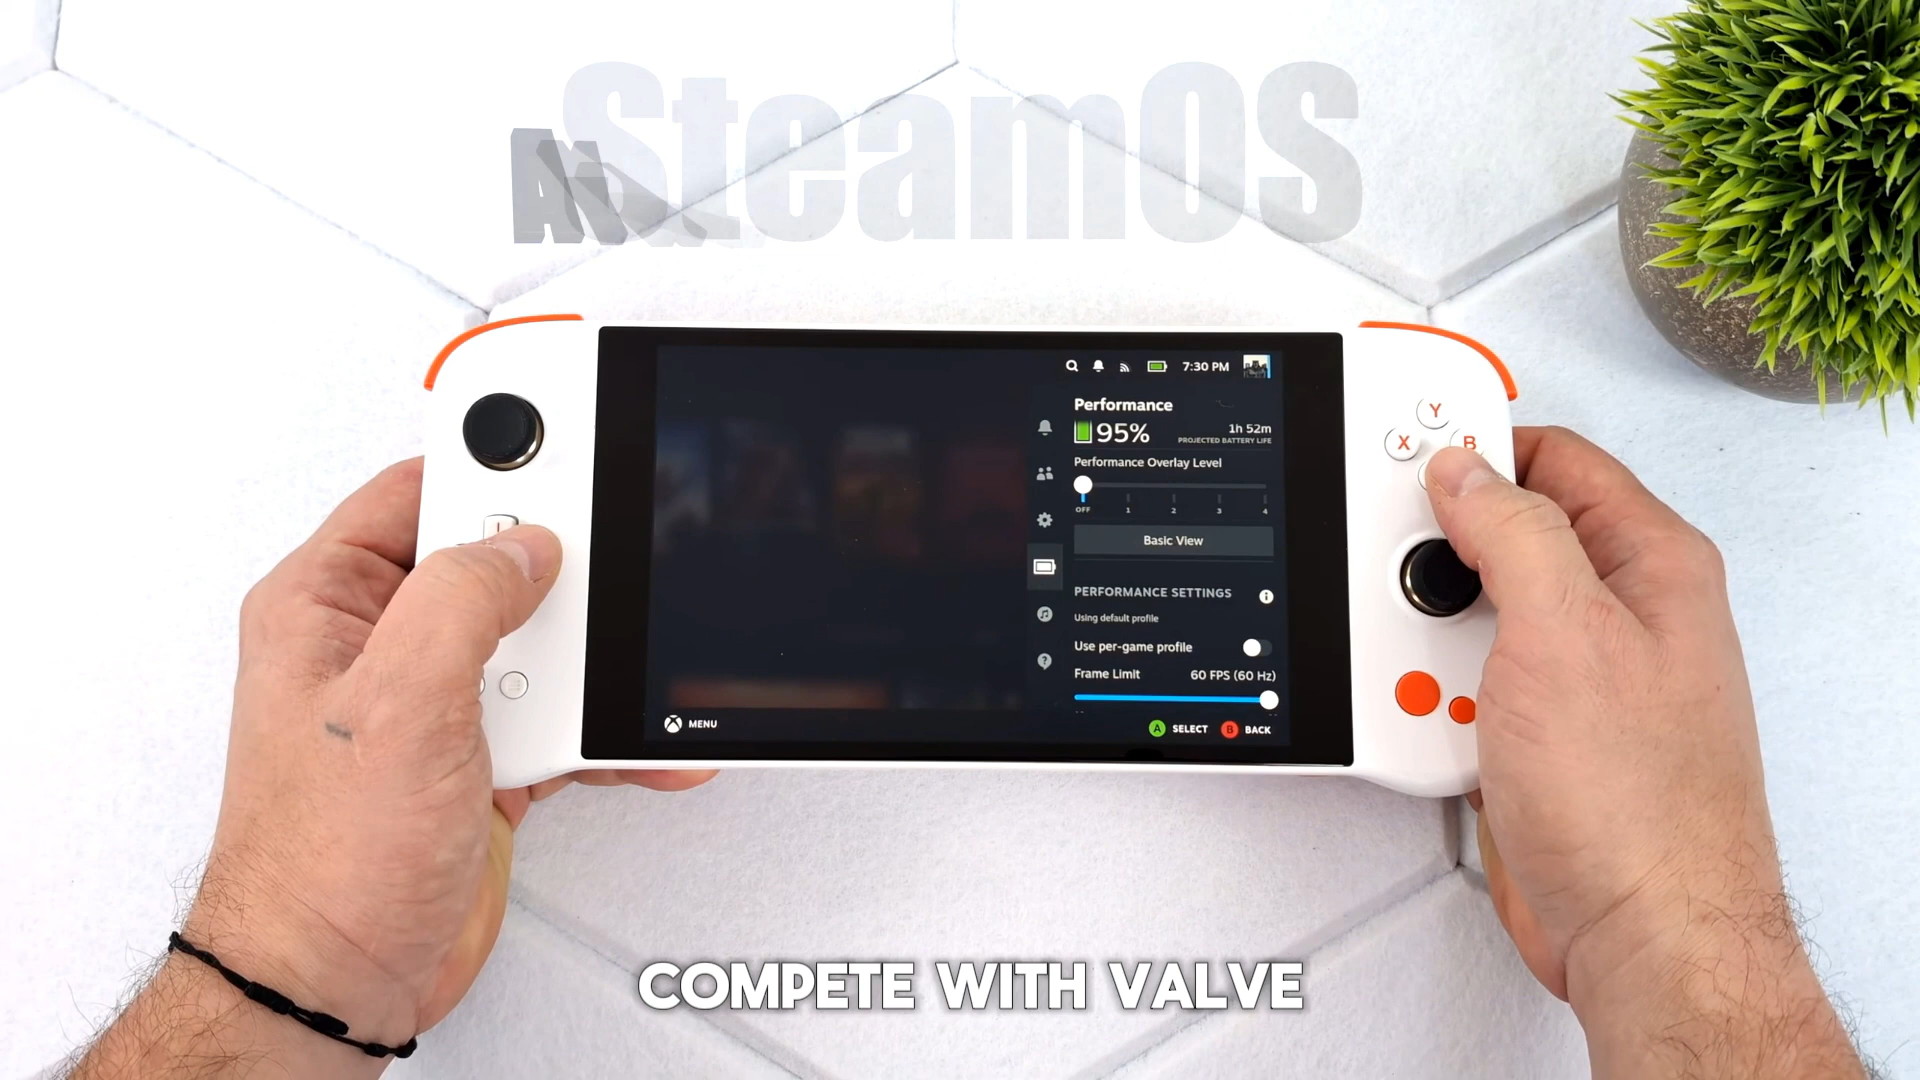 SteamOS
7:30 PM
Performance
95%
1h 52m
PROJECTED BATTERY LIFE
Performance Overlay Level
OFF 1 2 3 4
Basic View
PERFORMANCE SETTINGS
Using default profile
Use per-game profile
Frame Limit 60 FPS (60 Hz)
MENU
A SELECT B BACK
Y
X B
COMPETE WITH VALVE